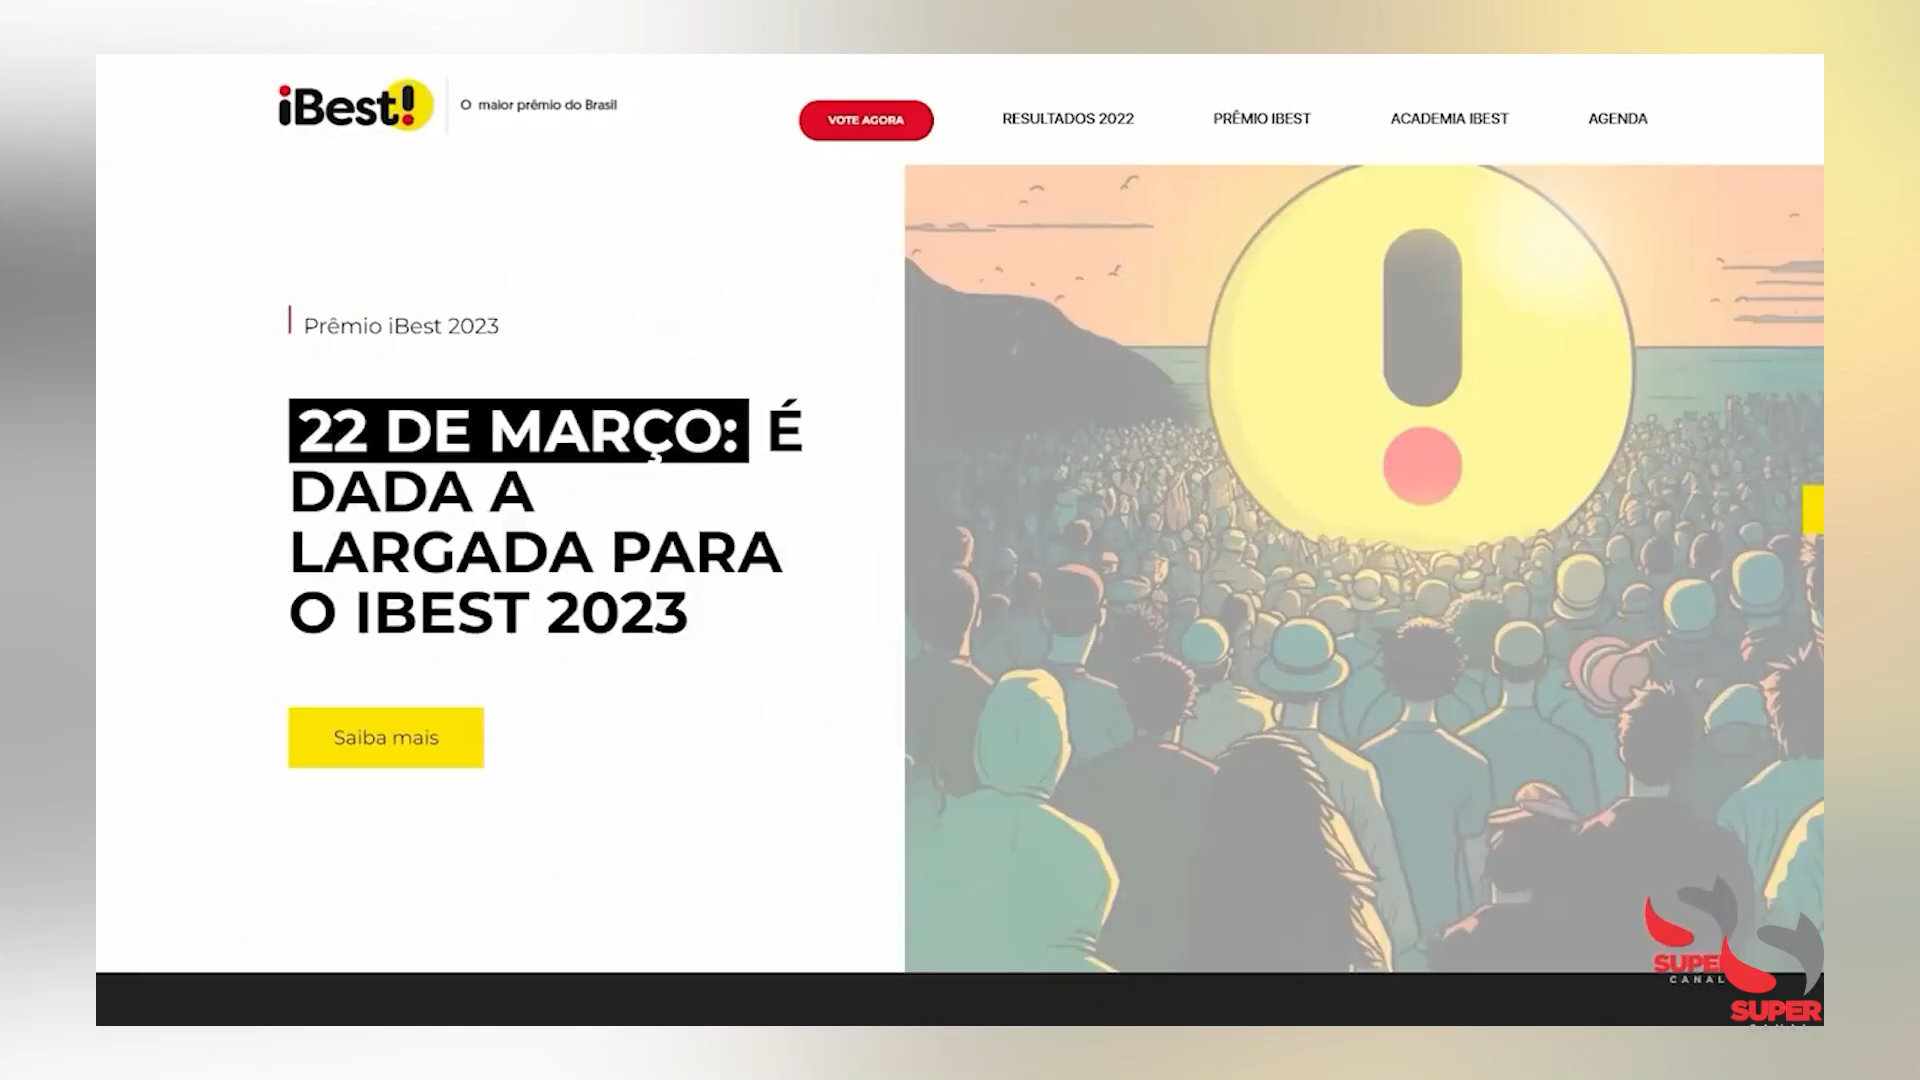 iBest!
O maior prêmio do Brasil
VOTE AGORA
RESULTADOS 2022
PRÊMIO IBEST
ACADEMIA IBEST
AGENDA
Prêmio iBest 2023
22 DE MARÇO: É
DADA A
LARGADA PARA
O IBEST 2023
Saiba mais
SUPER
CANAL
SUPER